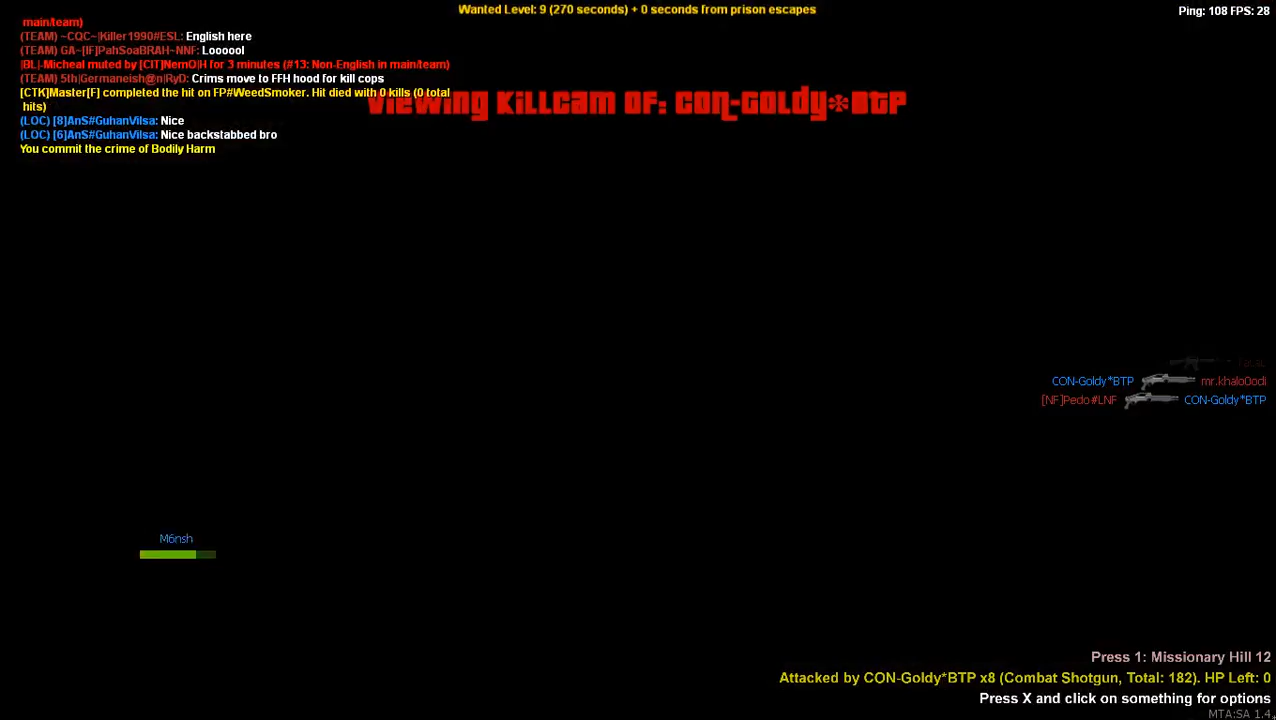 Wanted Level: 9 (270 seconds) + 0 seconds from prison escapes
Ping: 108 FPS: 28
main/team)
(TEAM) ~CQC~|Killer1990#ESL: English here
(TEAM) GA~[IF]PahSoaBRAH~NNF: Loooool
|BL|-Micheal muted by [CIT]NemO|H for 3 minutes (#13: Non-English in main/team)
(TEAM) 5th|Germaneish@n|RyD: Crims move to FFH hood for kill cops
[CTK]Master[F] completed the hit on FP#WeedSmoker. Hit died with 0 kills (0 total
hits)
Viewing Killcam of: CON-Goldy*BTP
(LOC) [8]AnS#GuhanVilsa: Nice
(LOC) [6]AnS#GuhanVilsa: Nice backstabbed bro
You commit the crime of Bodily Harm
CON-Goldy*BTP mr.khalo0odi
[NF]Pedo#LNF CON-Goldy*BTP
M6nsh
Press 1: Missionary Hill 12
Attacked by CON-Goldy*BTP x8 (Combat Shotgun, Total: 182). HP Left: 0
Press X and click on something for options
MTA:SA 1.4